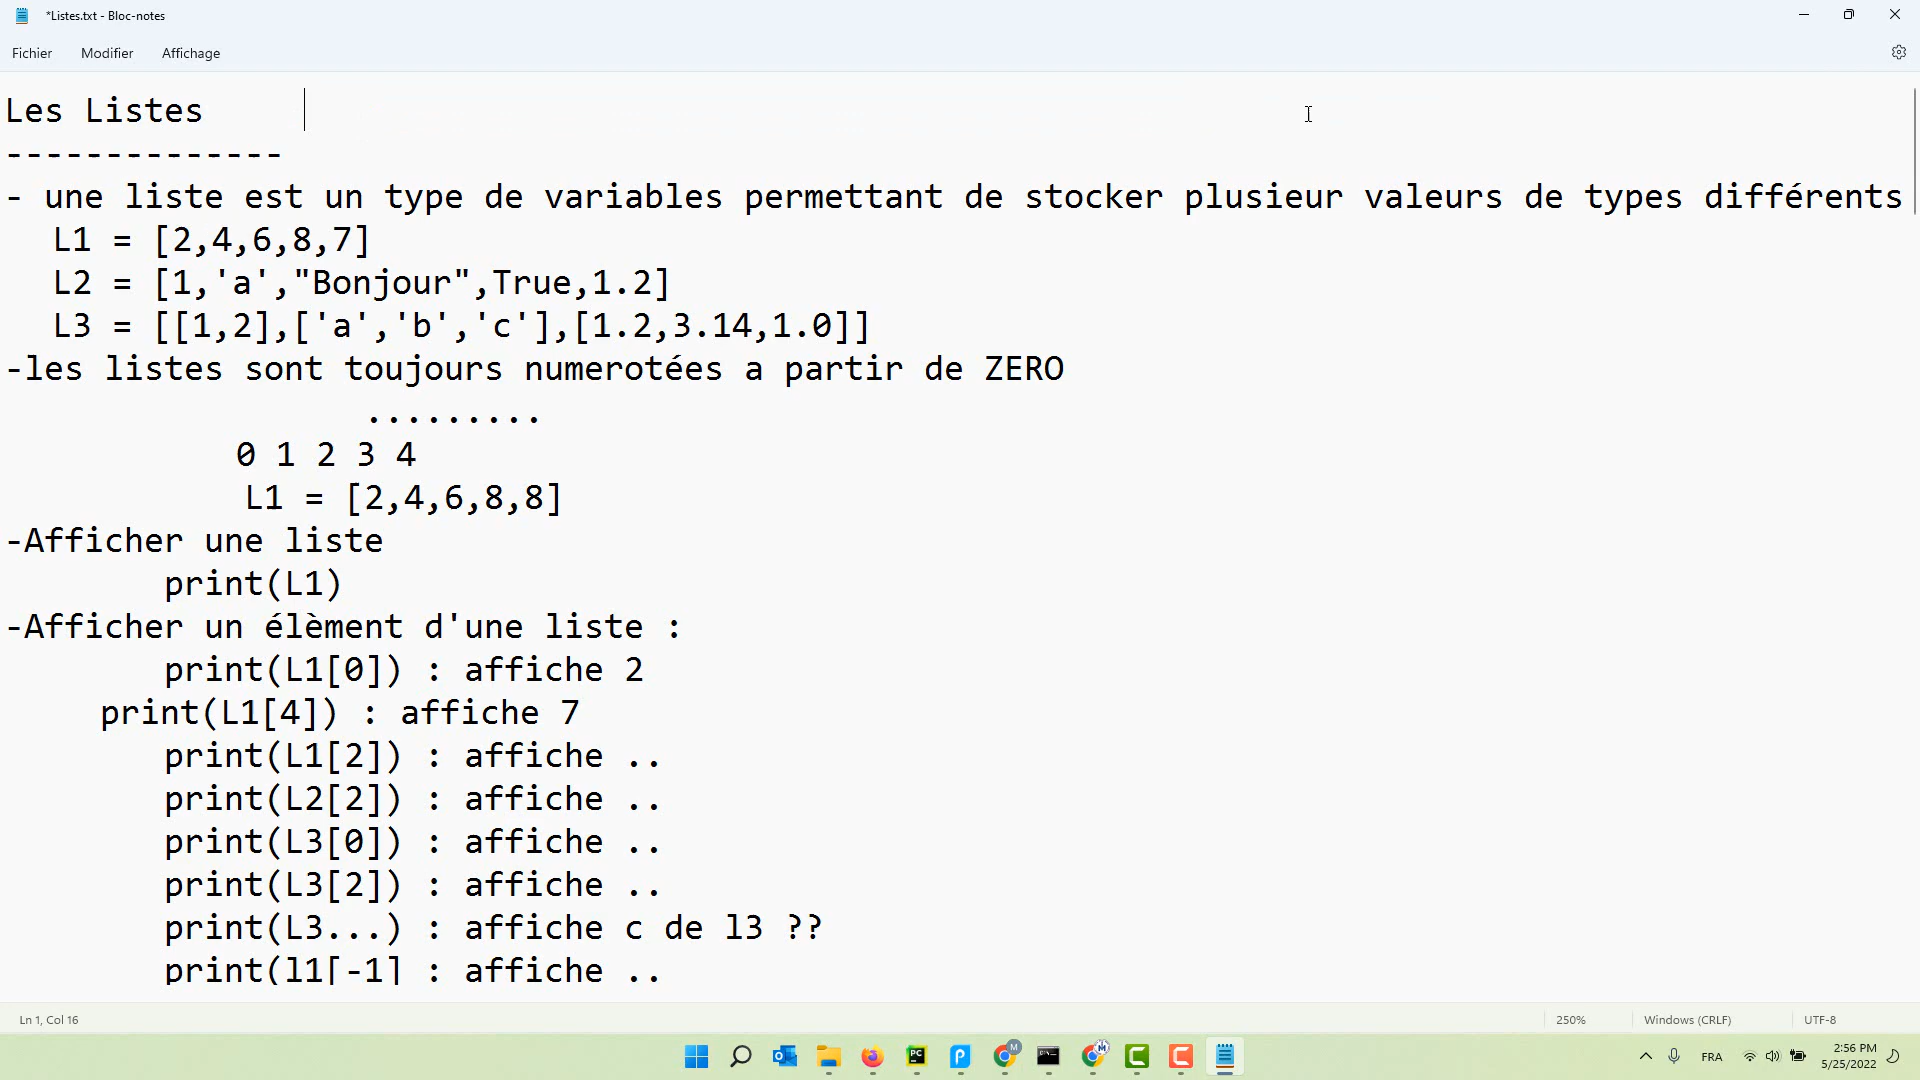 *Listes.txt - Bloc-notes
Fichier Modifier Affichage
Les Listes
--------------
- une liste est un type de variables permettant de stocker plusieur valeurs de types différents
L1 = [2,4,6,8,7]
L2 = [1,'a',"Bonjour",True,1.2]
L3 = [[1,2],['a','b','c'],[1.2,3.14,1.0]]
-les listes sont toujours numerotées a partir de ZERO
.........
0 1 2 3 4
L1 = [2,4,6,8,8]
-Afficher une liste
print(L1)
-Afficher un élèment d'une liste :
print(L1[0]) : affiche 2
print(L1[4]) : affiche 7
print(L1[2]) : affiche ..
print(L2[2]) : affiche ..
print(L3[0]) : affiche ..
print(L3[2]) : affiche ..
print(L3...) : affiche c de l3 ??
print(l1[-1] : affiche ..
Ln 1, Col 16 250% Windows (CRLF) UTF-8
FRA 2:56 PM
5/25/2022